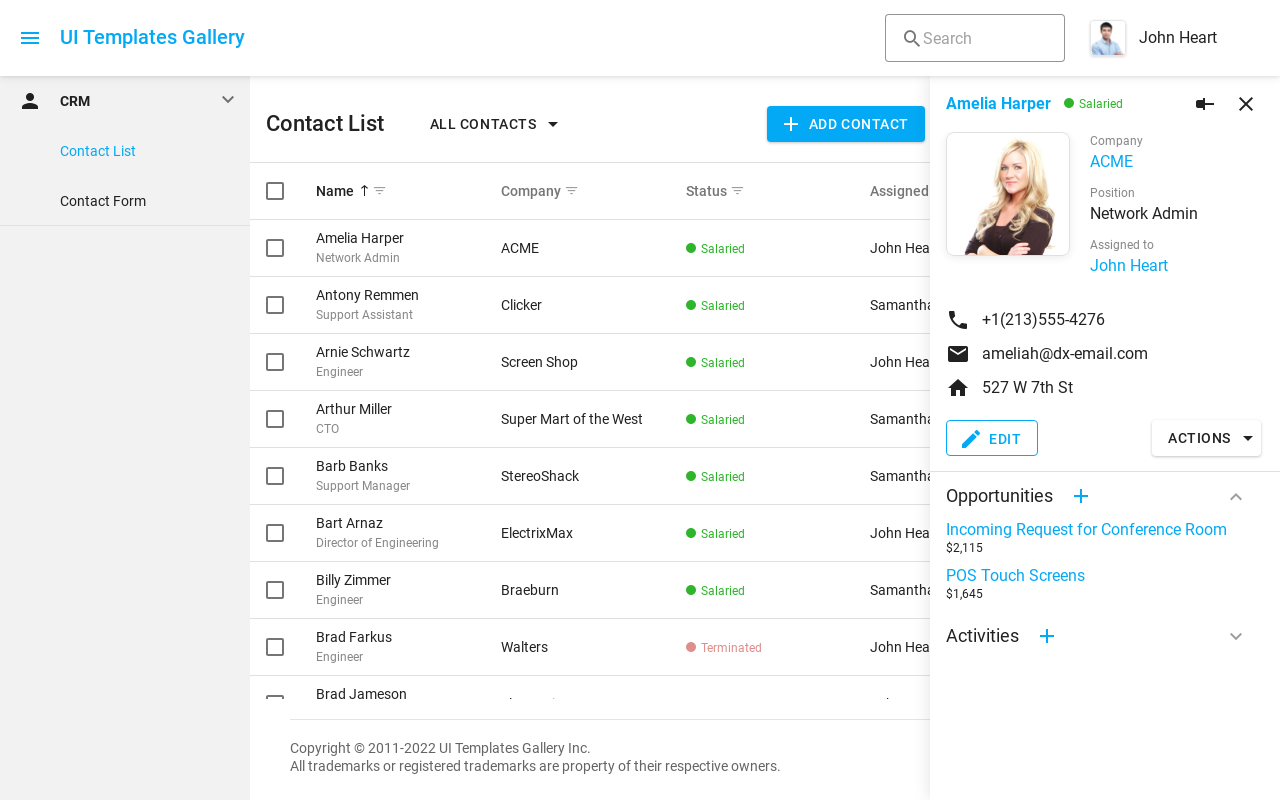 UI Templates Gallery
Search
John Heart
CRM
Contact List
Contact Form
Contact List
ALL CONTACTS
ADD CONTACT
Name
Company
Status
Assigned
Amelia Harper
Network Admin
ACME
Salaried
John Hea
Antony Remmen
Support Assistant
Clicker
Salaried
Samantha
Arnie Schwartz
Engineer
Screen Shop
Salaried
John Hea
Arthur Miller
CTO
Super Mart of the West
Salaried
Samantha
Barb Banks
Support Manager
StereoShack
Salaried
Samantha
Bart Arnaz
Director of Engineering
ElectrixMax
Salaried
John Hea
Billy Zimmer
Engineer
Braeburn
Salaried
Samantha
Brad Farkus
Engineer
Walters
Terminated
John Hea
Brad Jameson
Copyright © 2011-2022 UI Templates Gallery Inc.
All trademarks or registered trademarks are property of their respective owners.
Amelia Harper
Salaried
Company
ACME
Position
Network Admin
Assigned to
John Heart
+1(213)555-4276
ameliah@dx-email.com
527 W 7th St
EDIT
ACTIONS
Opportunities
Incoming Request for Conference Room
$2,115
POS Touch Screens
$1,645
Activities